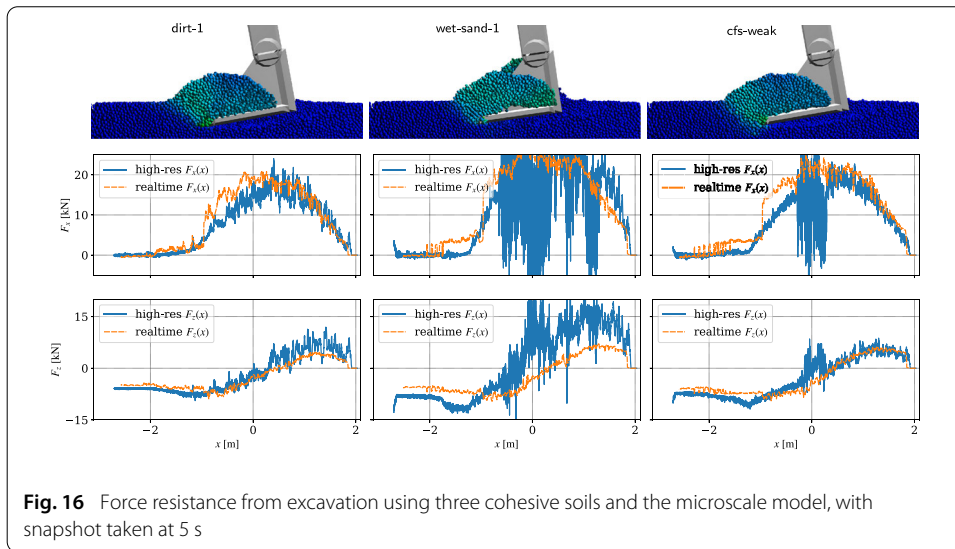 dirt-1
wet-sand-1
cfs-weak
high-res Fx(x)
realtime Fx(x)
high-res Fx(x)
realtime Fx(x)
high-res Fx(x)
realtime Fx(x)
Fx [kN]
20
10
0
high-res Fz(x)
realtime Fz(x)
high-res Fz(x)
realtime Fz(x)
high-res Fz(x)
realtime Fz(x)
Fz [kN]
15
0
−15
−2 0 2 −2 0 2 −2 0 2
x [m] x [m] x [m]
Fig. 16 Force resistance from excavation using three cohesive soils and the microscale model, with
snapshot taken at 5 s